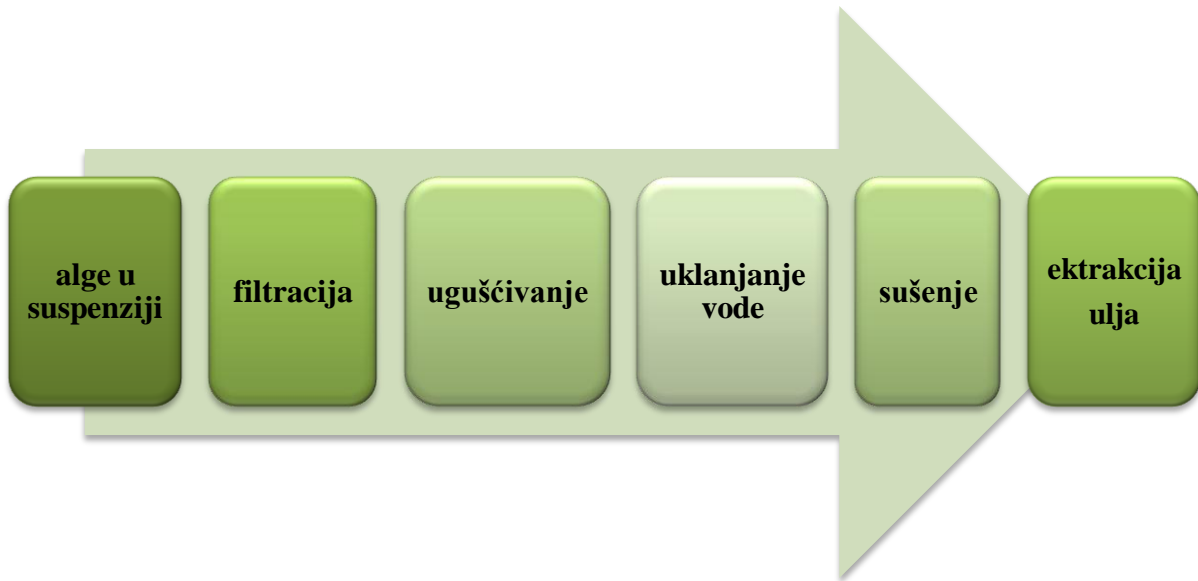 alge u
suspenziji
filtracija
ugušćivanje
uklanjanje
vode
sušenje
ektrakcija
ulja